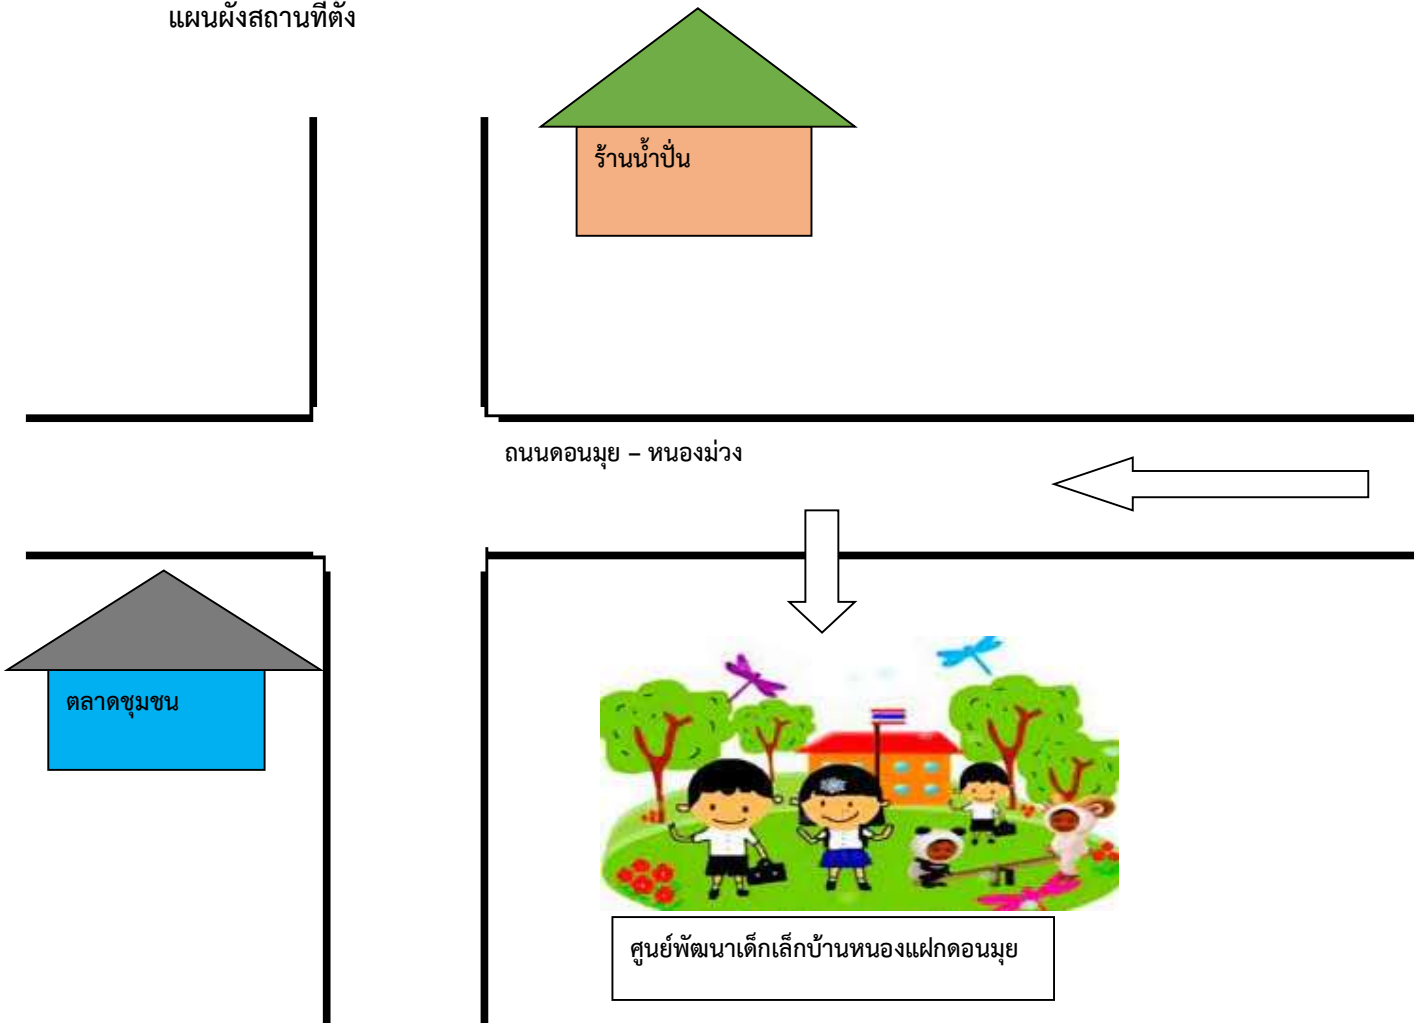 แผนผังสถานที่ตั้ง
ร้านน้ำปั่น
ถนนดอนมุย – หนองม่วง
ตลาดชุมชน
ศูนย์พัฒนาเด็กเล็กบ้านหนองแฝกดอนมุย